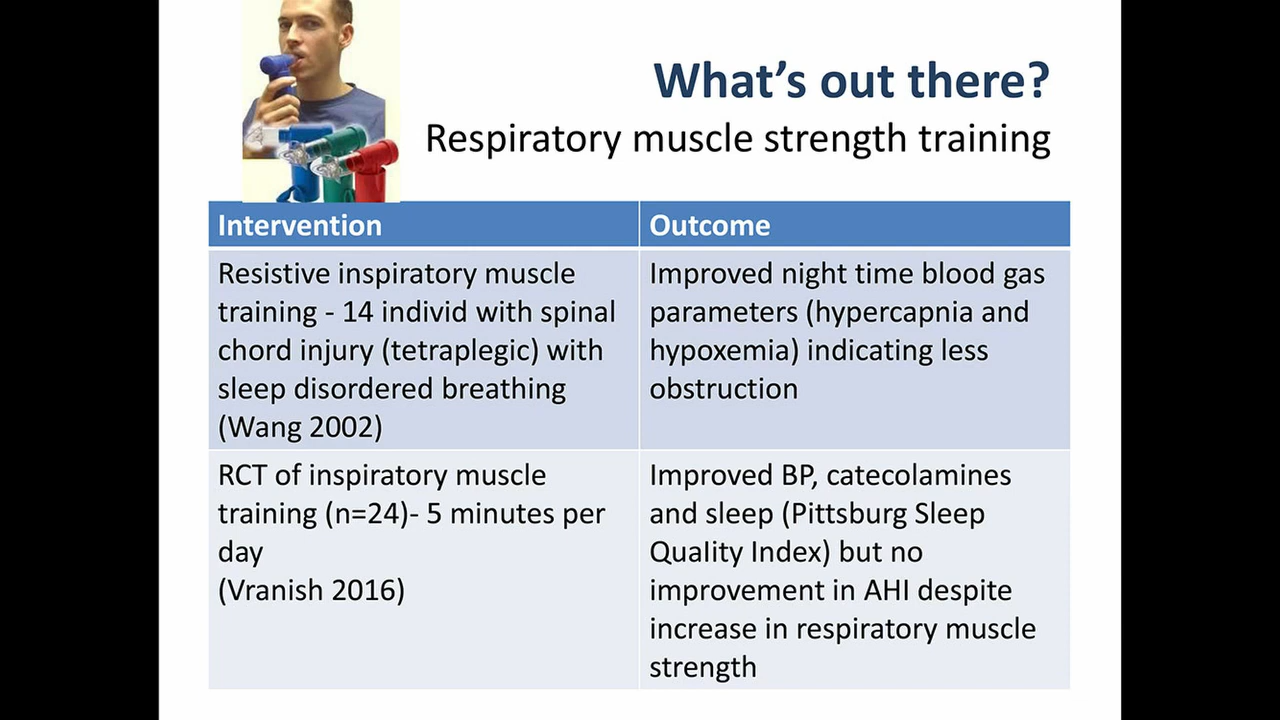 What's out there?
Respiratory muscle strength training
Intervention
Outcome
Resistive inspiratory muscle
training - 14 individ with spinal
chord injury (tetraplegic) with
sleep disordered breathing
(Wang 2002)
Improved night time blood gas
parameters (hypercapnia and
hypoxemia) indicating less
obstruction
RCT of inspiratory muscle
training (n=24)- 5 minutes per
day
(Vranish 2016)
Improved BP, catecolamines
and sleep (Pittsburg Sleep
Quality Index) but no
improvement in AHI despite
increase in respiratory muscle
strength